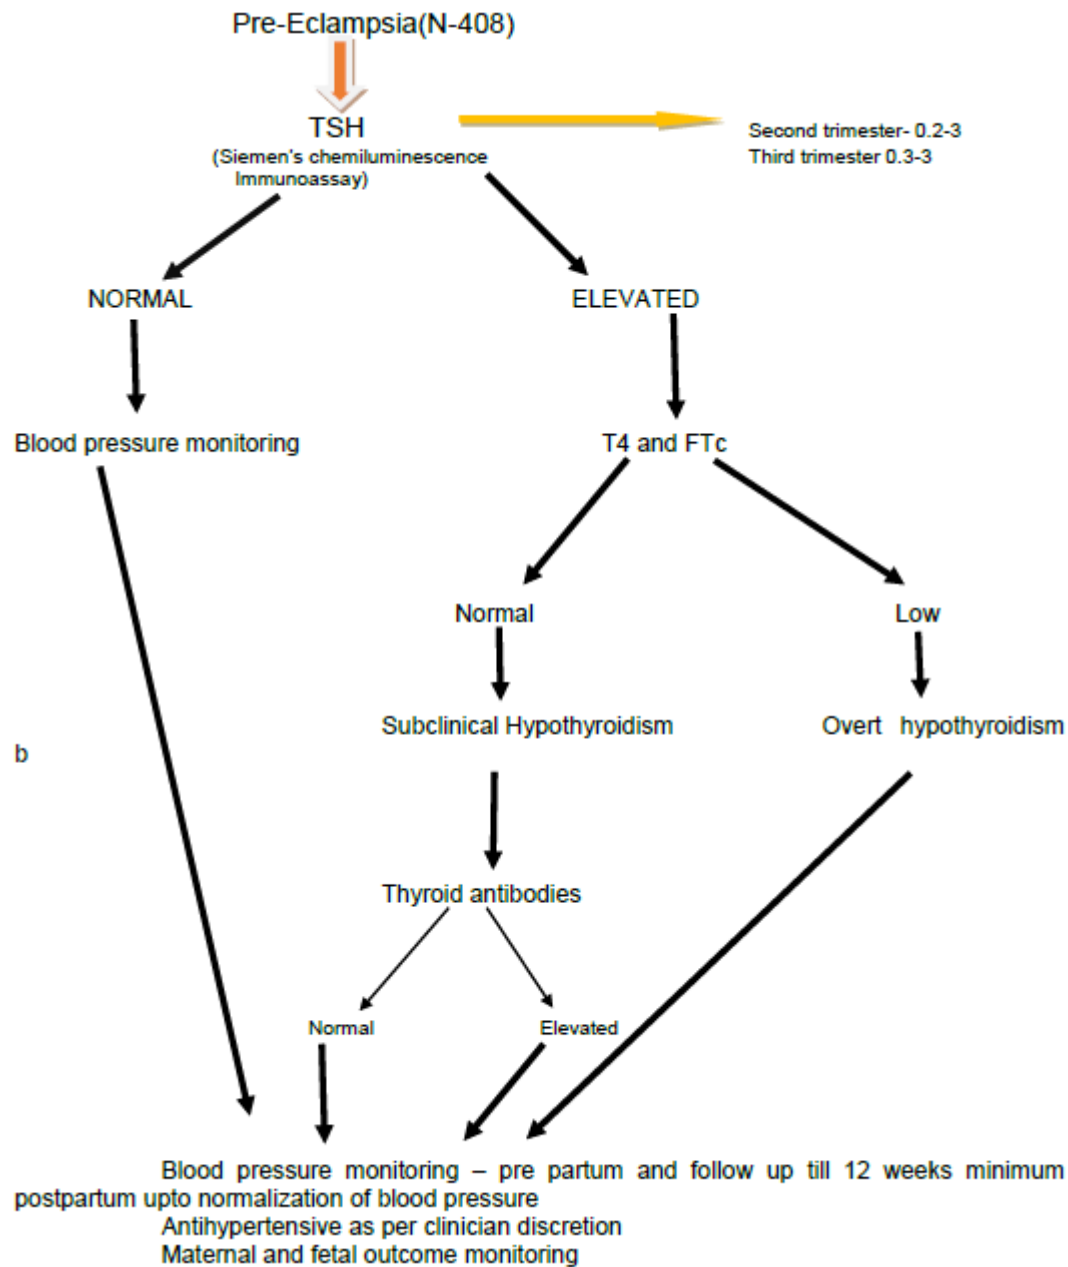 Pre-Eclampsia(N-408)
TSH
(Siemen's chemiluminescence
Immunoassay)
Second trimester- 0.2-3
Third trimester 0.3-3
NORMAL
ELEVATED
Blood pressure monitoring
T4 and FTc
Normal
Low
Subclinical Hypothyroidism
Overt hypothyroidism
b
Thyroid antibodies
Normal
Elevated
Blood pressure monitoring – pre partum and follow up till 12 weeks minimum
postpartum upto normalization of blood pressure
Antihypertensive as per clinician discretion
Maternal and fetal outcome monitoring